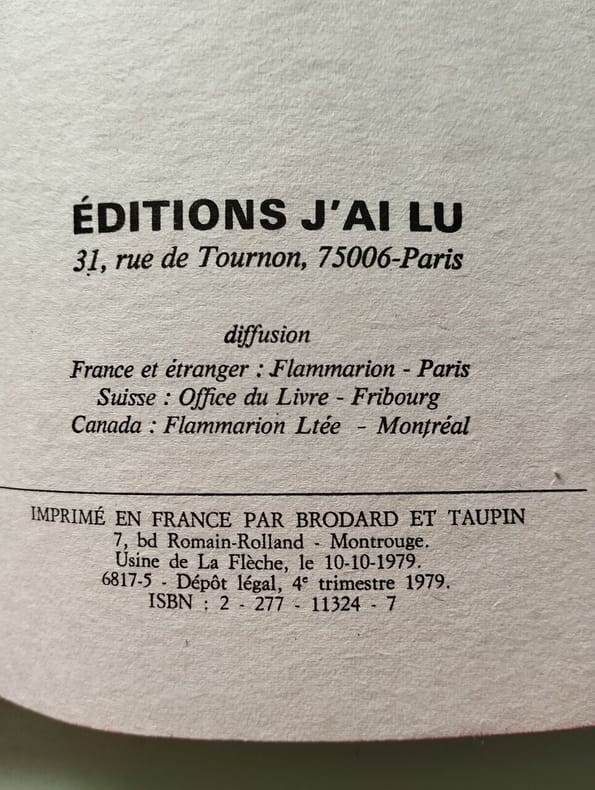 ÉDITIONS J'AI LU
31, rue de Tournon, 75006-Paris
diffusion
France et étranger : Flammarion - Paris
Suisse : Office du Livre - Fribourg
Canada : Flammarion Ltée - Montréal
IMPRIMÉ EN FRANCE PAR BRODARD ET TAUPIN
7, bd Romain-Rolland - Montrouge.
Usine de La Flèche, le 10-10-1979.
6817-5 - Dépôt légal, 4e trimestre 1979.
ISBN : 2 - 277 - 11324 - 7